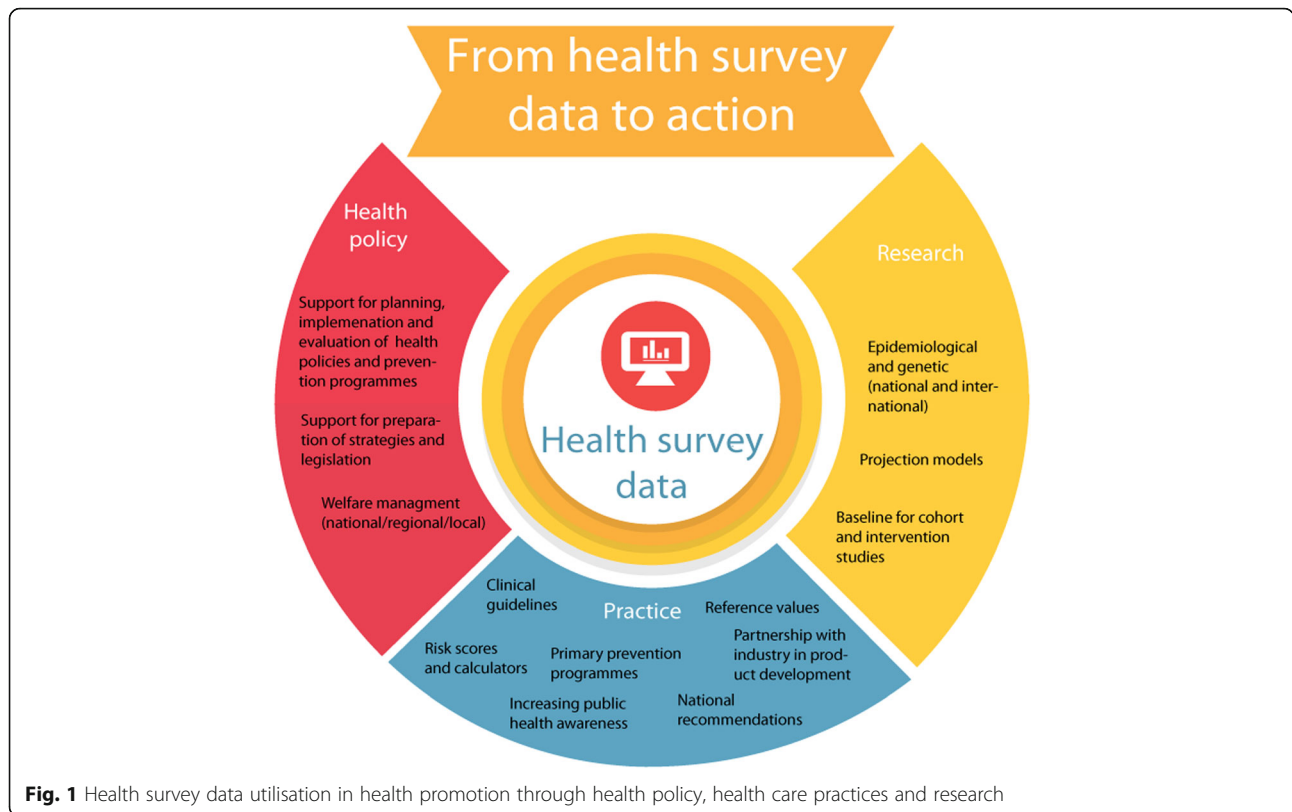 From health survey
data to action
Health
policy
Support for planning,
implemenation and
evaluation of health
policies and preven-
tion programmes
Support for prepara-
tion of strategies and
legislation
Welfare managment
(national/regional/local)
Health survey
data
Research
Epidemiological
and genetic
(national and inter-
national)
Projection models
Baseline for cohort
and intervention
studies
Practice
Clinical
guidelines
Reference values
Risk scores
and calculators
Primary prevention
programmes
Partnership with
industry in prod-
uct development
Increasing public
health awareness
National
recommendations
Fig. 1 Health survey data utilisation in health promotion through health policy, health care practices and research